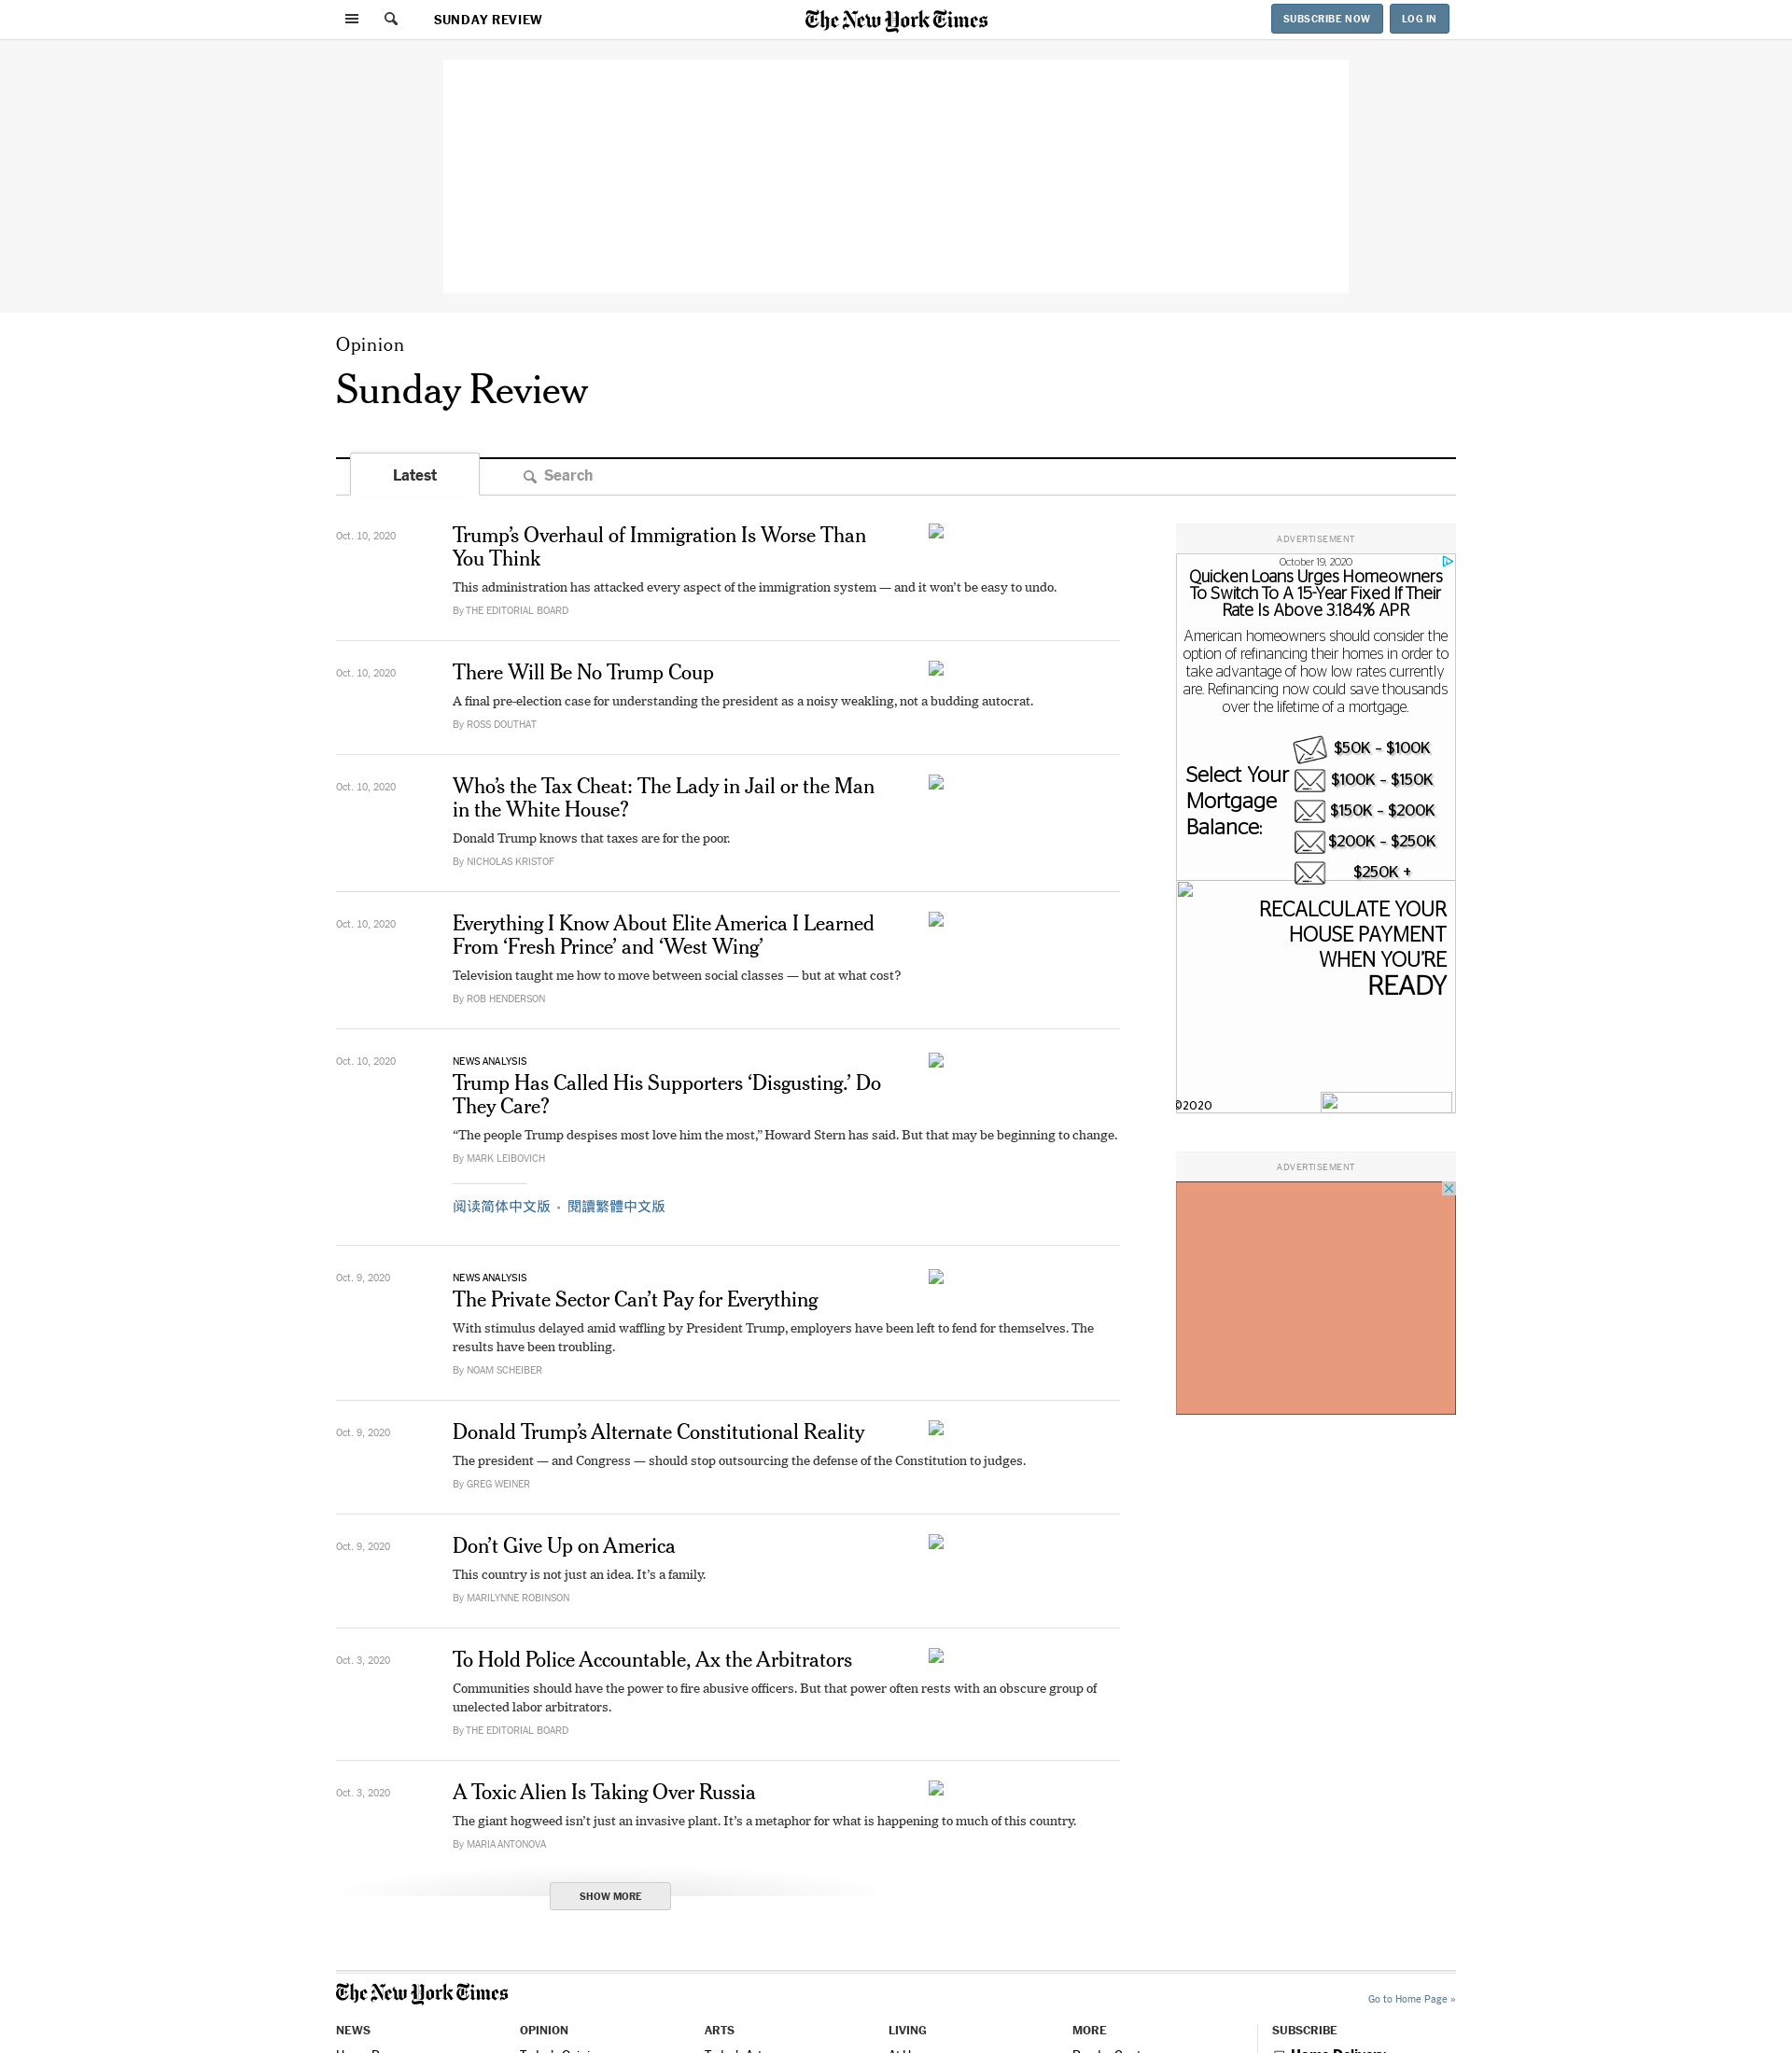 SUNDAY REVIEW
The New York Times
SUBSCRIBE NOW
LOG IN
Opinion
Sunday Review
Latest
Search
Oct. 10, 2020
Trump’s Overhaul of Immigration Is Worse Than
You Think
This administration has attacked every aspect of the immigration system — and it won’t be easy to undo.
By THE EDITORIAL BOARD
Oct. 10, 2020
There Will Be No Trump Coup
A final pre-election case for understanding the president as a noisy weakling, not a budding autocrat.
By ROSS DOUTHAT
Oct. 10, 2020
Who’s the Tax Cheat: The Lady in Jail or the Man
in the White House?
Donald Trump knows that taxes are for the poor.
By NICHOLAS KRISTOF
Oct. 10, 2020
Everything I Know About Elite America I Learned
From ‘Fresh Prince’ and ‘West Wing’
Television taught me how to move between social classes — but at what cost?
By ROB HENDERSON
Oct. 10, 2020
NEWS ANALYSIS
Trump Has Called His Supporters ‘Disgusting.’ Do
They Care?
“The people Trump despises most love him the most,” Howard Stern has said. But that may be beginning to change.
By MARK LEIBOVICH
阅读简体中文版 • 閱讀繁體中文版
Oct. 9, 2020
NEWS ANALYSIS
The Private Sector Can’t Pay for Everything
With stimulus delayed amid waffling by President Trump, employers have been left to fend for themselves. The
results have been troubling.
By NOAM SCHEIBER
Oct. 9, 2020
Donald Trump’s Alternate Constitutional Reality
The president — and Congress — should stop outsourcing the defense of the Constitution to judges.
By GREG WEINER
Oct. 9, 2020
Don’t Give Up on America
This country is not just an idea. It’s a family.
By MARILYNNE ROBINSON
Oct. 3, 2020
To Hold Police Accountable, Ax the Arbitrators
Communities should have the power to fire abusive officers. But that power often rests with an obscure group of
unelected labor arbitrators.
By THE EDITORIAL BOARD
Oct. 3, 2020
A Toxic Alien Is Taking Over Russia
The giant hogweed isn’t just an invasive plant. It’s a metaphor for what is happening to much of this country.
By MARIA ANTONOVA
SHOW MORE
ADVERTISEMENT
October 19, 2020
Quicken Loans Urges Homeowners
To Switch To A 15-Year Fixed If Their
Rate Is Above 3.184% APR
American homeowners should consider the
option of refinancing their homes in order to
take advantage of how low rates currently
are. Refinancing now could save thousands
over the lifetime of a mortgage.
Select Your
Mortgage
Balance:
$50K - $100K
$100K - $150K
$150K - $200K
$200K - $250K
$250K +
RECALCULATE YOUR
HOUSE PAYMENT
WHEN YOU'RE
READY
©2020
ADVERTISEMENT
The New York Times
Go to Home Page »
NEWS
OPINION
ARTS
LIVING
MORE
SUBSCRIBE